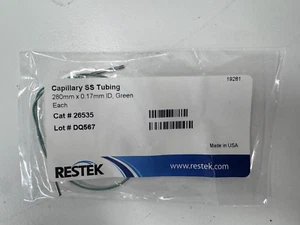 19261
Capillary SS Tubing
280mm x 0.17mm ID, Green
Each
Cat # 26535
Lot # DQ567
Made in USA
RESTEK
www.restek.com